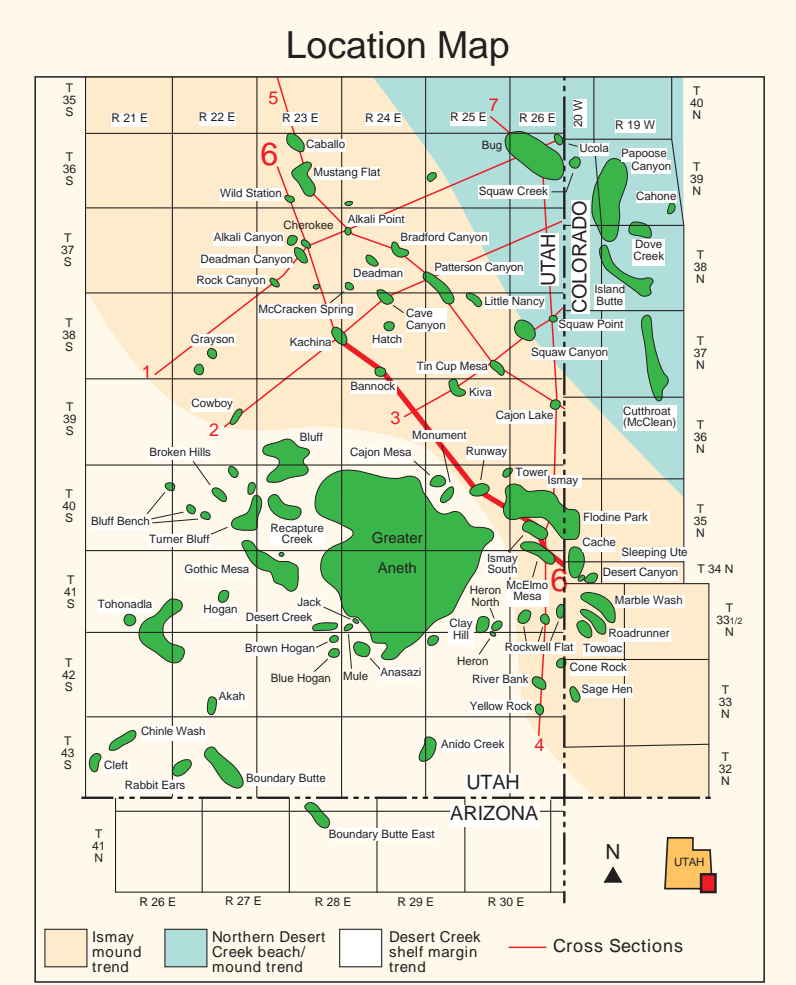 Location Map
T
35
S
T
36
S
T
37
S
T
38
S
T
39
S
T
40
S
T
41
S
T
42
S
T
43
S
T
41
N
R 21 E
R 22 E
R 23 E
R 24 E
R 25 E
R 26 E
20 W
R 19 W
T
40
N
T
39
N
T
38
N
T
37
N
T
36
N
T
35
N
T 34 N
T
33 1/2
N
T
33
N
T
32
N
5
6
7
Caballo
Mustang Flat
Wild Station
Bug
Ucola
Squaw Creek
Papoose
Canyon
Cahone
Alkali Point
Cherokee
Alkali Canyon
Deadman Canyon
Rock Canyon
Bradford Canyon
Deadman
Patterson Canyon
UTAH
COLORADO
Dove
Creek
Island
Butte
McCracken Spring
Cave
Canyon
Little Nancy
Squaw Point
Squaw Canyon
Grayson
Kachina
Hatch
Tin Cup Mesa
1
Bannock
Kiva
Cowboy
2
3
Cajon Lake
Cutthroat
(McClean)
Bluff
Monument
Broken Hills
Cajon Mesa
Runway
Tower
Ismay
Bluff Bench
Turner Bluff
Recapture
Creek
Greater
Aneth
Flodine Park
Cache
Sleeping Ute
Gothic Mesa
Ismay
South
McElmo
Mesa
6
Desert Canyon
Tohonadla
Hogan
Jack
Desert Creek
Heron
North
Clay
Hill
Marble Wash
Roadrunner
Towoac
Rockwell Flat
Brown Hogan
Blue Hogan
Mule
Anasazi
Heron
Cone Rock
River Bank
Sage Hen
Akah
Yellow Rock
4
Chinle Wash
Cleft
Rabbit Ears
Boundary Butte
Anido Creek
UTAH
ARIZONA
Boundary Butte East
N
UTAH
R 26 E
R 27 E
R 28 E
R 29 E
R 30 E
Ismay
mound
trend
Northern Desert
Creek beach/
mound trend
Desert Creek
shelf margin
trend
Cross Sections